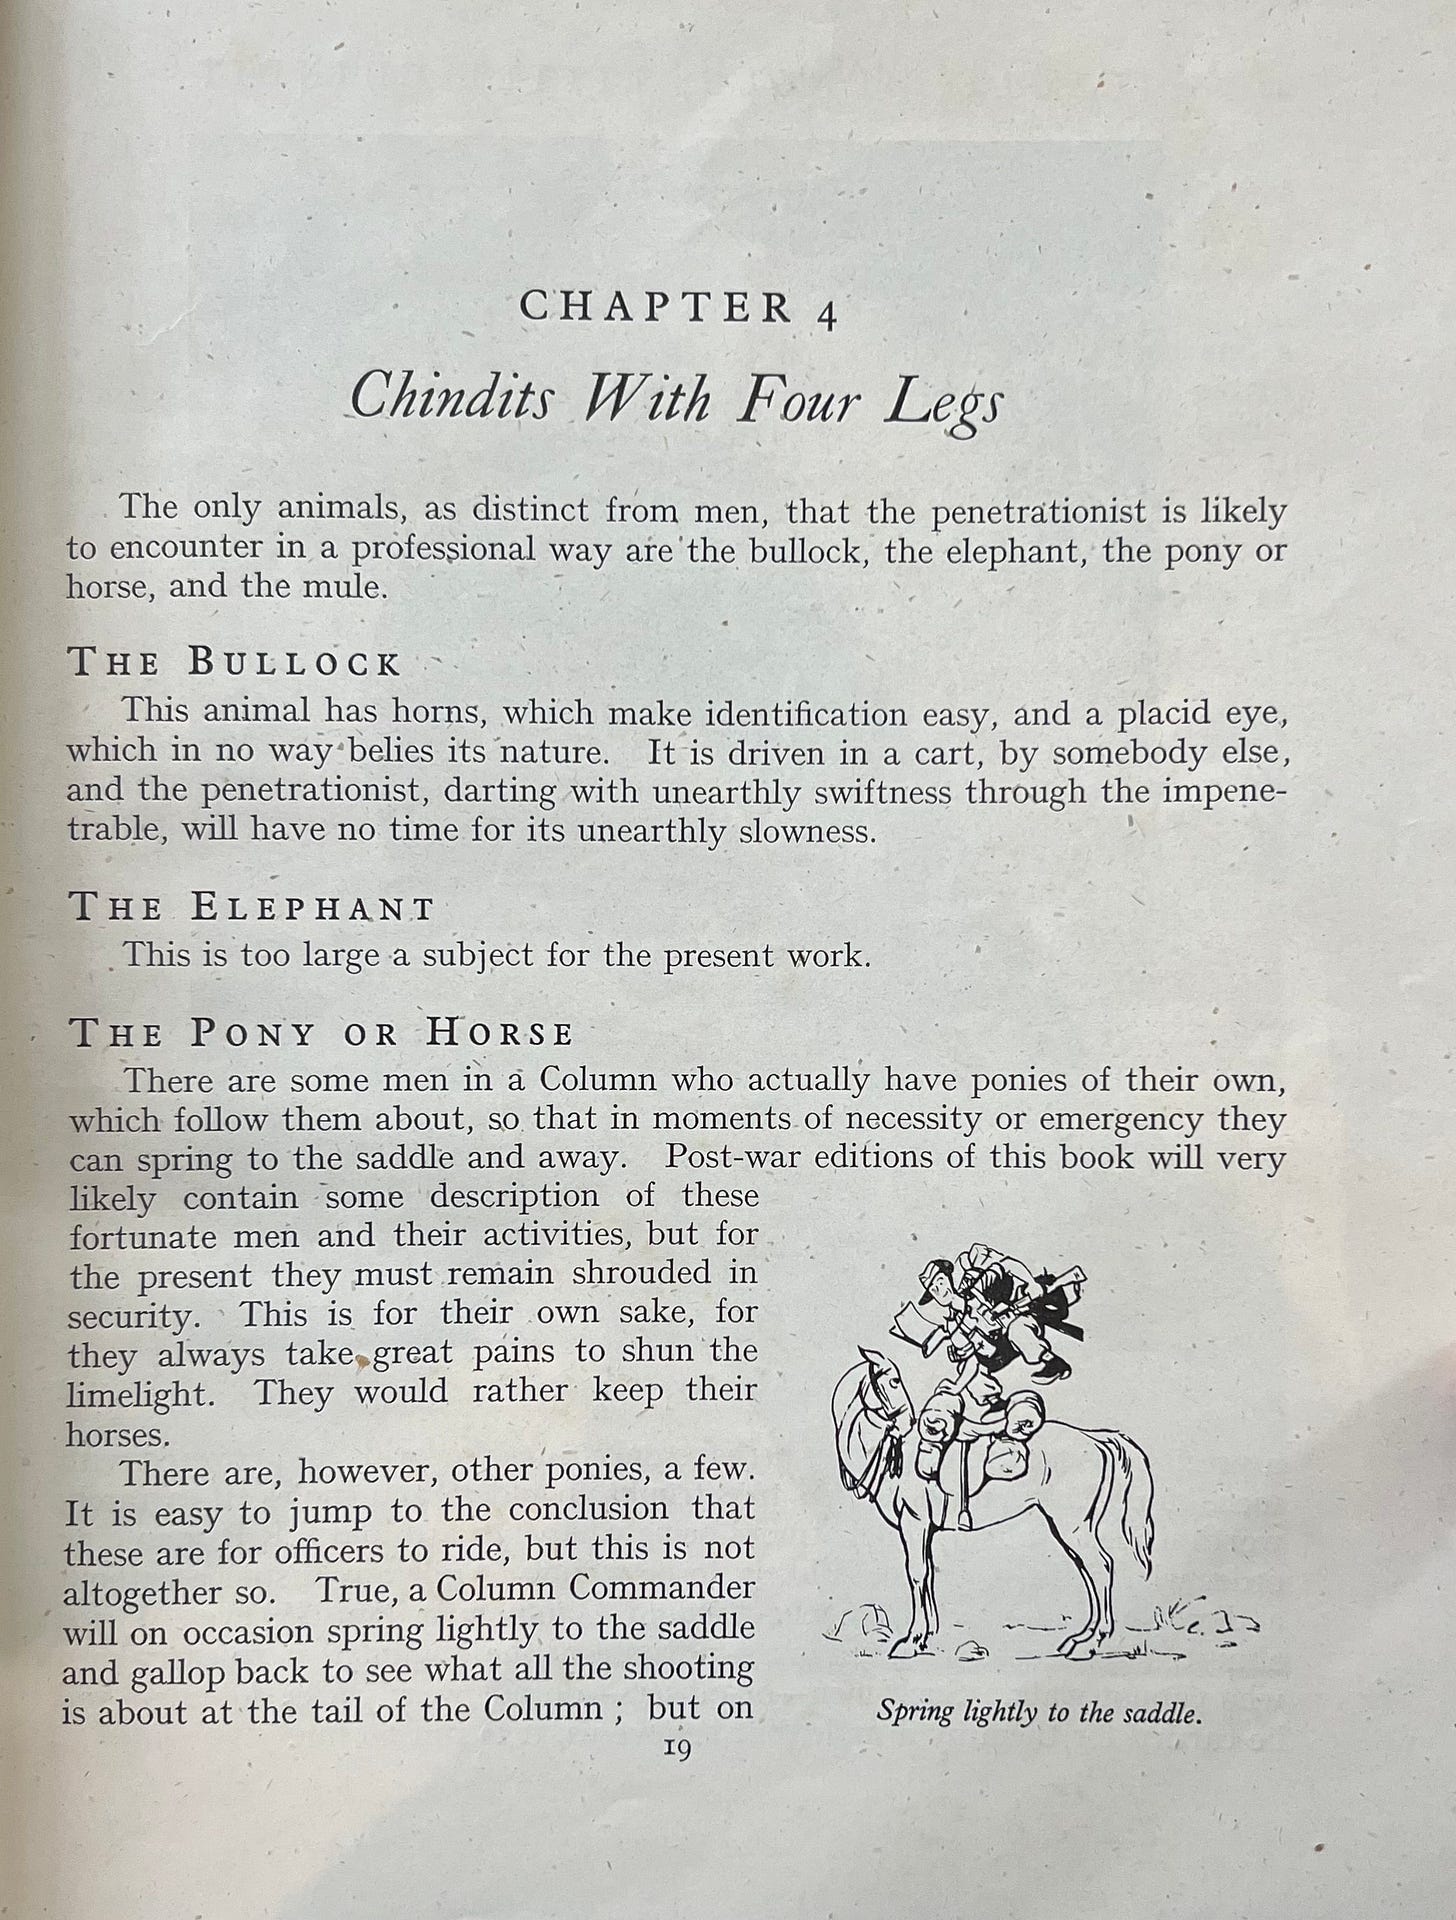 CHAPTER 4
Chindits With Four Legs
The only animals, as distinct from men, that the penetrationist is likely
to encounter in a professional way are the bullock, the elephant, the pony or
horse, and the mule.
THE BULLOCK
This animal has horns, which make identification easy, and a placid eye,
which in no way belies its nature. It is driven in a cart, by somebody else,
and the penetrationist, darting with unearthly swiftness through the impene-
trable, will have no time for its unearthly slowness.
THE ELEPHANT
This is too large a subject for the present work.
THE PONY OR HORSE
There are some men in a Column who actually have ponies of their own,
which follow them about, so that in moments of necessity or emergency they
can spring to the saddle and away. Post-war editions of this book will very
likely contain some description of these
fortunate men and their activities, but for
the present they must remain shrouded in
security. This is for their own sake, for
they always take great pains to shun the
limelight. They would rather keep their
horses.
There are, however, other ponies, a few.
It is easy to jump to the conclusion that
these are for officers to ride, but this is not
altogether so. True, a Column Commander
will on occasion spring lightly to the saddle
and gallop back to see what all the shooting
is about at the tail of the Column ; but on
Spring lightly to the saddle.
19